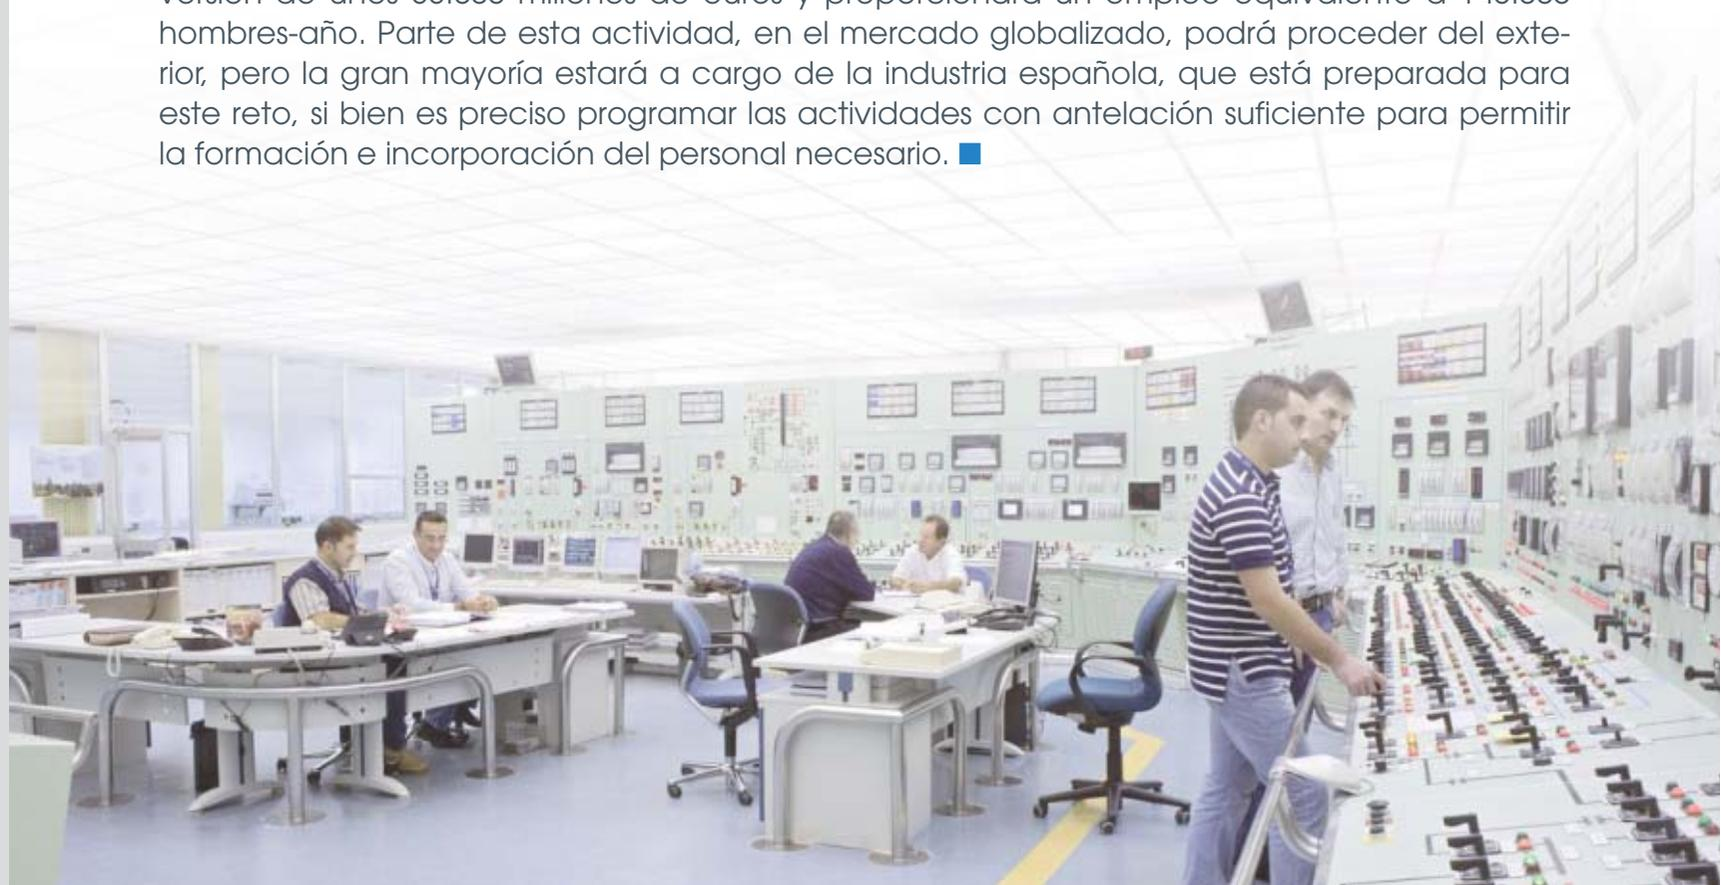 hombres-año. Parte de esta actividad, en el mercado globalizado, podrá proceder del exte-
rior, pero la gran mayoría estará a cargo de la industria española, que está preparada para
este reto, si bien es preciso programar las actividades con antelación suficiente para permitir
la formación e incorporación del personal necesario.